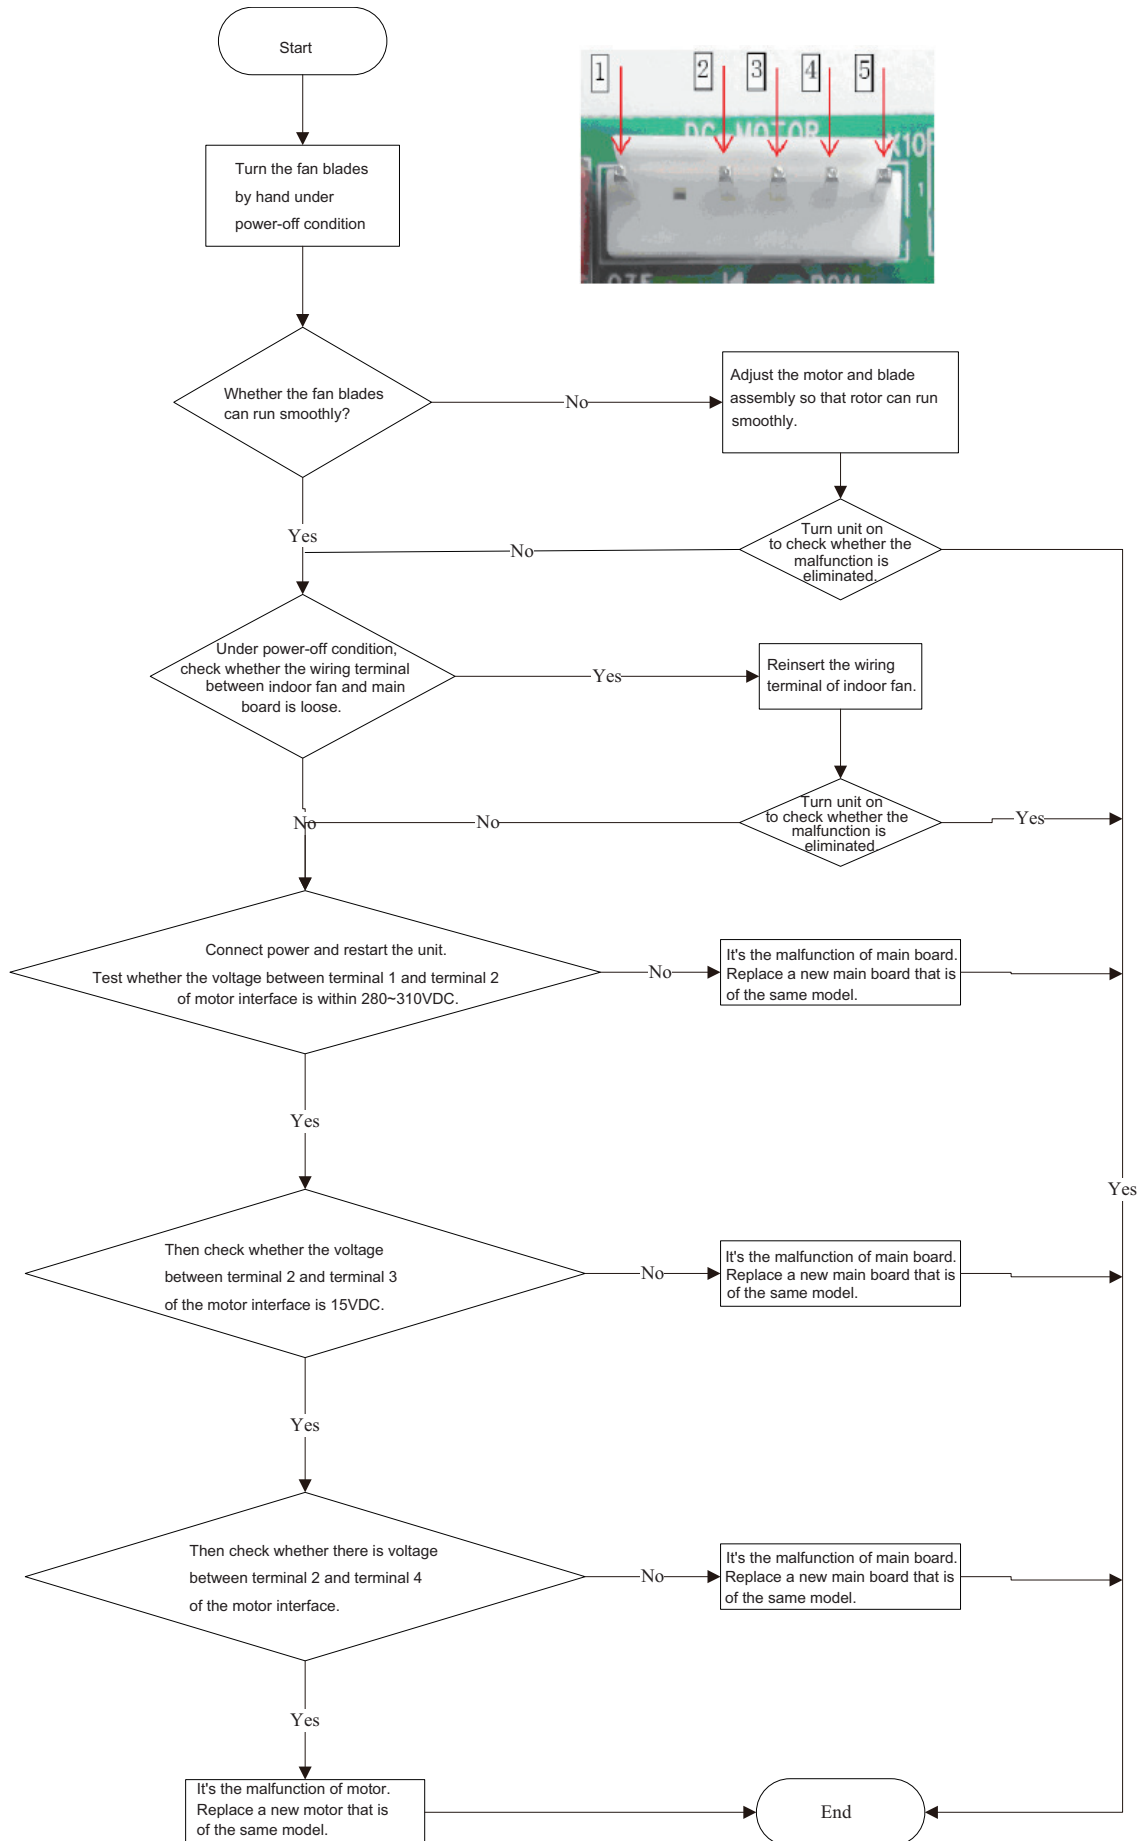 Start
1
2
3
4
5
DC MOTOR
1
Turn the fan blades
by hand under
power-off condition
Whether the fan blades
can run smoothly?
No
Adjust the motor and blade
assembly so that rotor can run
smoothly.
Yes
No
Turn unit on
to check whether the
malfunction is
eliminated.
Under power-off condition,
check whether the wiring terminal
between indoor fan and main
board is loose.
Yes
Reinsert the wiring
terminal of indoor fan.
No
No
Turn unit on
to check whether the
malfunction is
eliminated.
Yes
Connect power and restart the unit.
Test whether the voltage between terminal 1 and terminal 2
of motor interface is within 280~310VDC.
No
It's the malfunction of main board.
Replace a new main board that is
of the same model.
Yes
Yes
Then check whether the voltage
between terminal 2 and terminal 3
of the motor interface is 15VDC.
No
It's the malfunction of main board.
Replace a new main board that is
of the same model.
Yes
Then check whether there is voltage
between terminal 2 and terminal 4
of the motor interface.
No
It's the malfunction of main board.
Replace a new main board that is
of the same model.
Yes
It's the malfunction of motor.
Replace a new motor that is
of the same model.
End